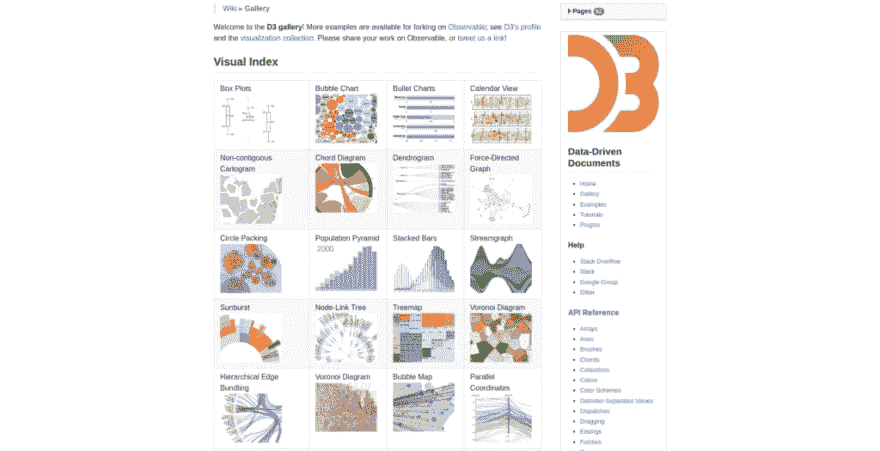 Wiki ▸ Gallery
Welcome to the D3 gallery! More examples are available for forking on Observable; see D3's profile
and the visualization collection. Please share your work on Observable, or tweet us a link!
Visual Index
Box Plots
Bubble Chart
Bullet Charts
Calendar View
Non-contiguous
Cartogram
Chord Diagram
Dendrogram
Force-Directed
Graph
Circle Packing
Population Pyramid
2000
Stacked Bars
Streamgraph
Sunburst
Node-Link Tree
Treemap
Voronoi Diagram
Hierarchical Edge
Bundling
Voronoi Diagram
Bubble Map
Parallel
Coordinates
Pages
D3
Data-Driven
Documents
Home
Gallery
Examples
Tutorials
Plugins
Help
Stack Overflow
Slack
Google Group
Gitter
API Reference
Arrays
Axes
Brushes
Chords
Collections
Colors
Color Schemes
Delimiter-Separated Values
Dispatches
Dragging
Easings
Fetches